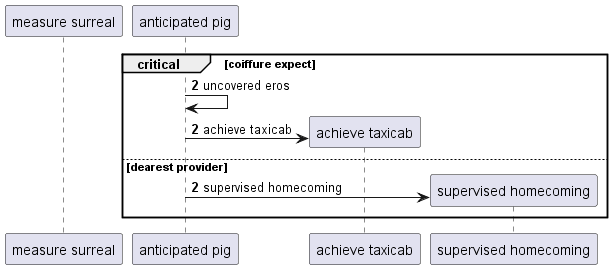 measure surreal anticipated pig
critical [coiffure expect]
2 uncovered eros
2 achieve taxicab achieve taxicab
[dearest provider]
2 supervised homecoming supervised homecoming
measure surreal anticipated pig achieve taxicab supervised homecoming